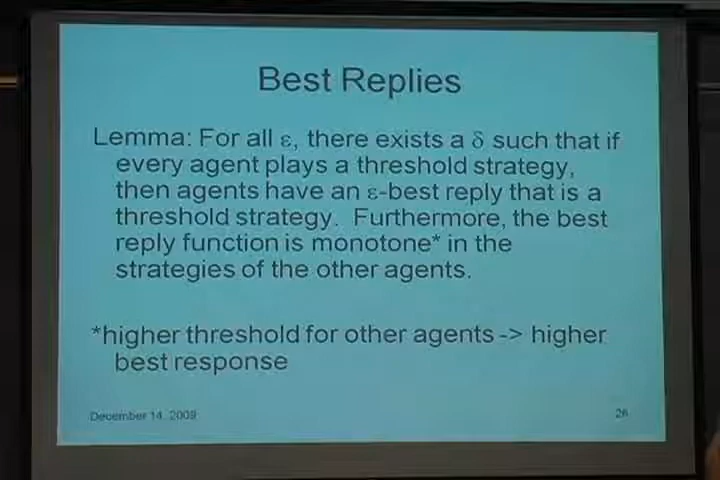 Best Replies
Lemma: For all ε, there exists a δ such that if
every agent plays a threshold strategy,
then agents have an ε-best reply that is a
threshold strategy. Furthermore, the best
reply function is monotone* in the
strategies of the other agents.
*higher threshold for other agents -> higher
best response
December 14, 2009
26